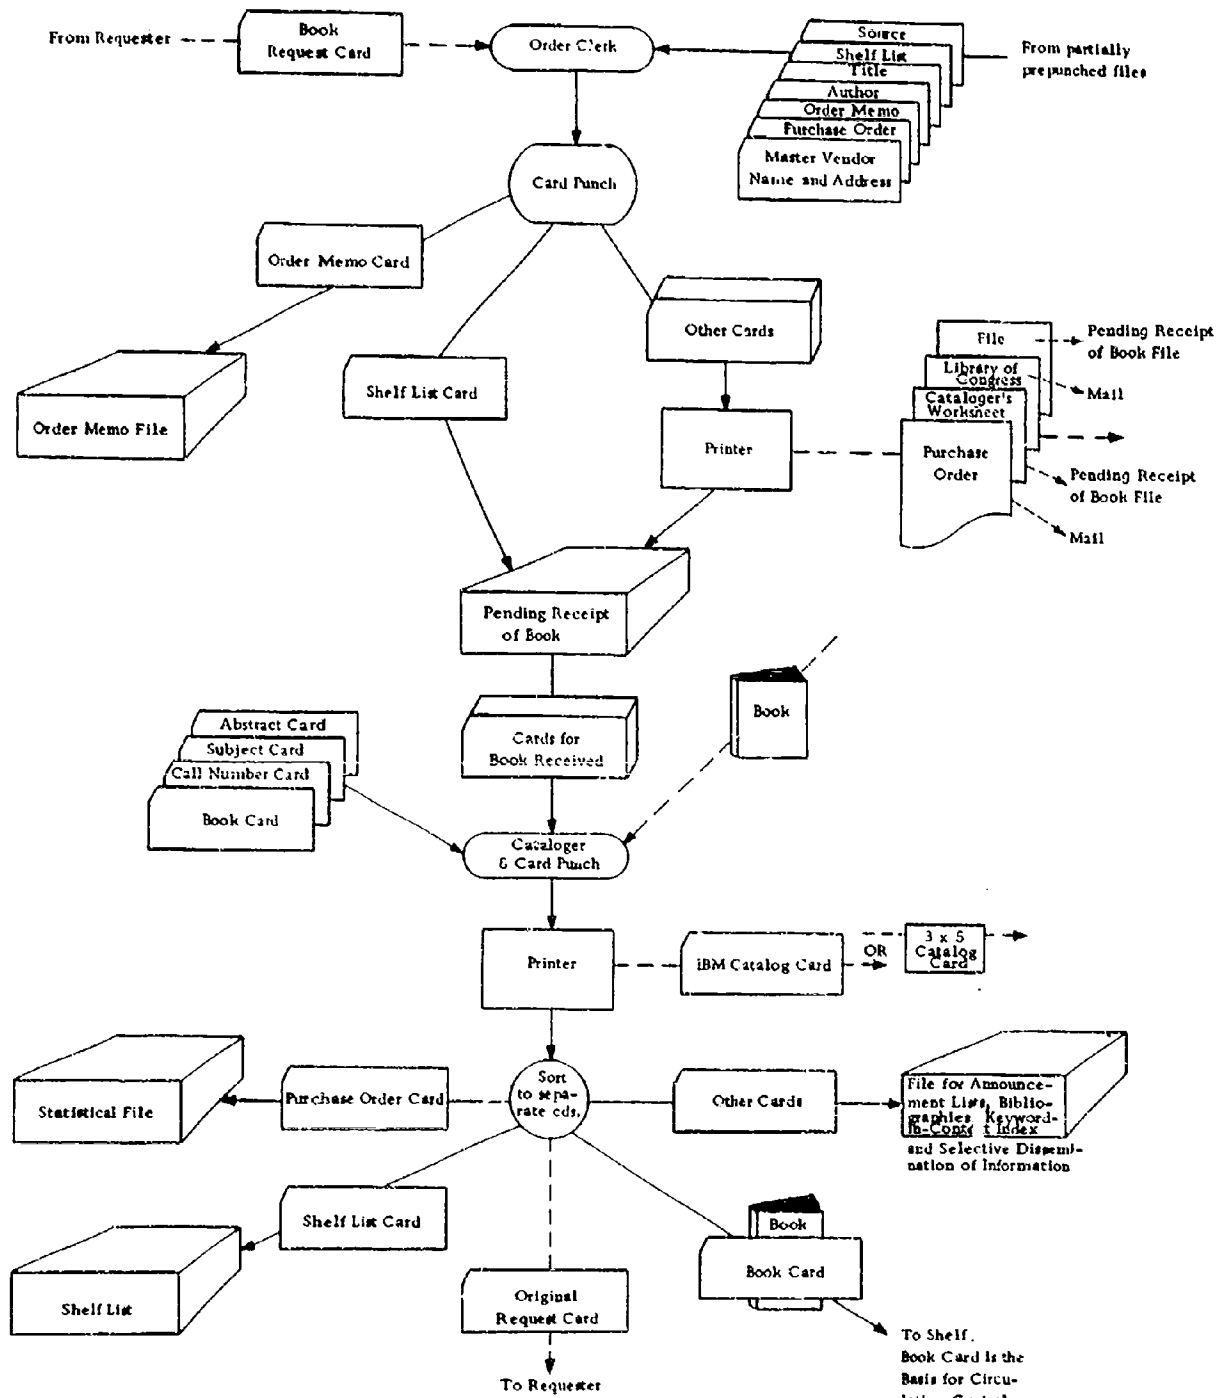 Book
Request Card
From Requester
Order Clerk
Source
Shelf List
Title
Author
Order Memo
Purchase Order
Master Vendor
Name and Address
From partially
prepunched files
Card Punch
Order Memo Card
Other Cards
Order Memo File
Shelf List Card
Printer
File
Library of
Congress
Cataloger's
Worksheet
Purchase
Order
Pending Receipt
of Book File
Mail
Pending Receipt
of Book File
Mail
Pending Receipt
of Book
Book
Abstract Card
Subject Card
Call Number Card
Book Card
Cards for
Book Received
Cataloger
& Card Punch
Printer
IBM Catalog Card
OR
3 x 5
Catalog
Card
Statistical File
Purchase Order Card
Sort
to sepa-
rate cds.
Other Cards
File for Announce-
ment Lists, Biblio-
graphies, Keyword-
In-Context Index
and Selective Dissemi-
nation of Information
Shelf List Card
Shelf List
Original
Request Card
To Requester
Book
Book Card
To Shelf.
Book Card is the
Basis for Circu-